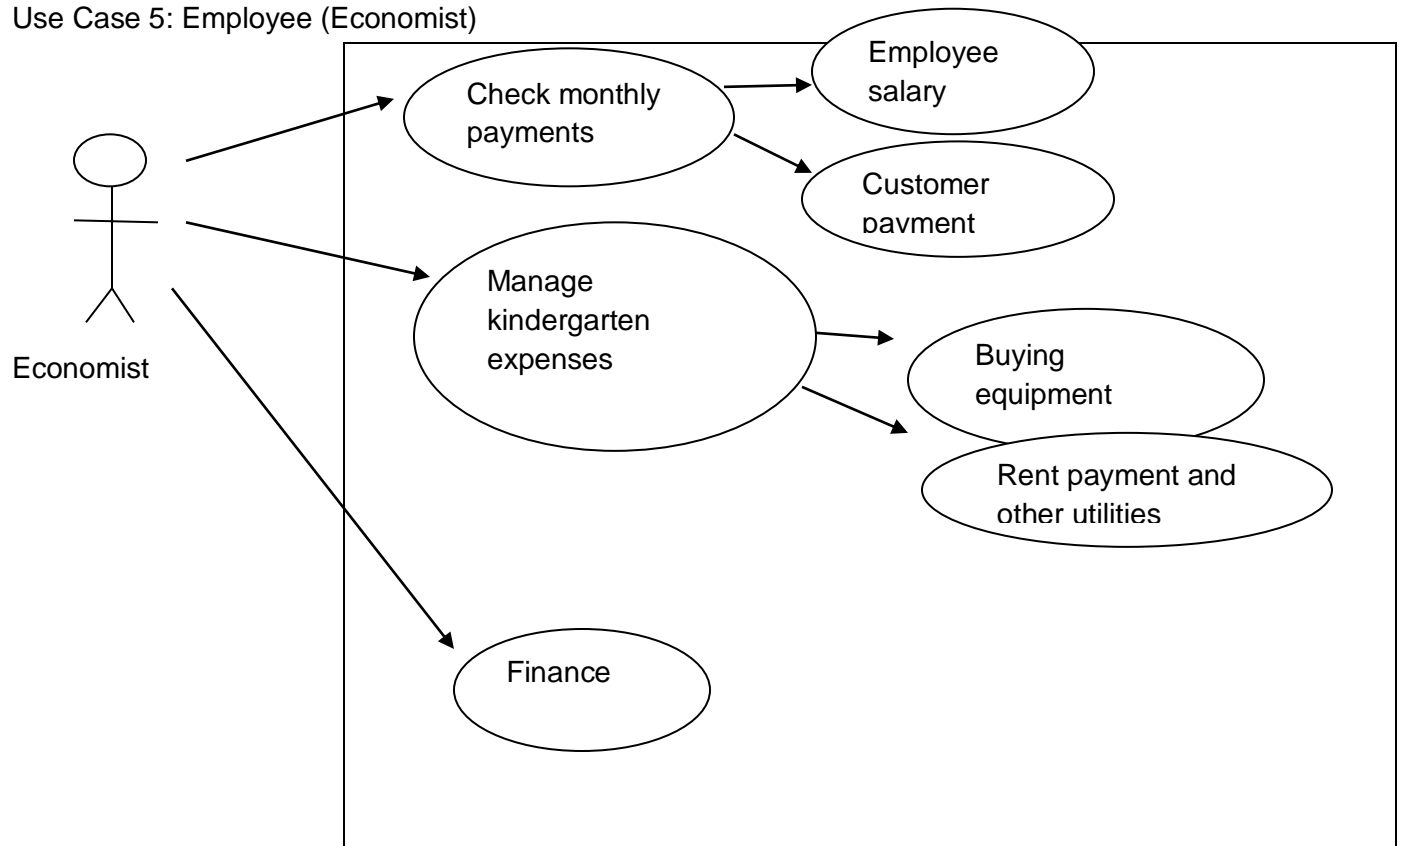 Use Case 5: Employee (Economist)
Employee
salary
Check monthly
payments
Customer
payment
Manage
kindergarten
expenses
Economist
Buying
equipment
Rent payment and
other utilities
Finance